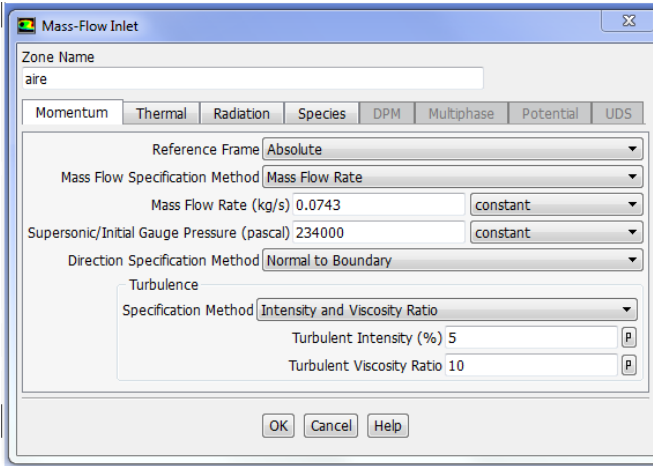 Mass-Flow Inlet
Zone Name
aire
Momentum Thermal Radiation Species DPM Multiphase Potential UDS
Reference Frame Absolute
Mass Flow Specification Method Mass Flow Rate
Mass Flow Rate (kg/s) 0.0743 constant
Supersonic/Initial Gauge Pressure (pascal) 234000 constant
Direction Specification Method Normal to Boundary
Turbulence
Specification Method Intensity and Viscosity Ratio
Turbulent Intensity (%) 5 P
Turbulent Viscosity Ratio 10 P
OK Cancel Help